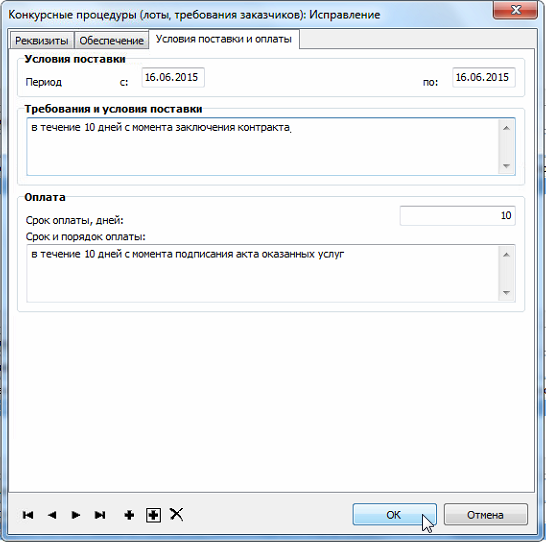 Конкурсные процедуры (лоты, требования заказчиков): Исправление
Реквизиты Обеспечение Условия поставки и оплаты
Условия поставки
Период с: 16.06.2015 по: 16.06.2015
Требования и условия поставки
в течение 10 дней с момента заключения контракта
Оплата
Срок оплаты, дней: 10
Срок и порядок оплаты:
в течение 10 дней с момента подписания акта оказанных услуг
ОК Отмена